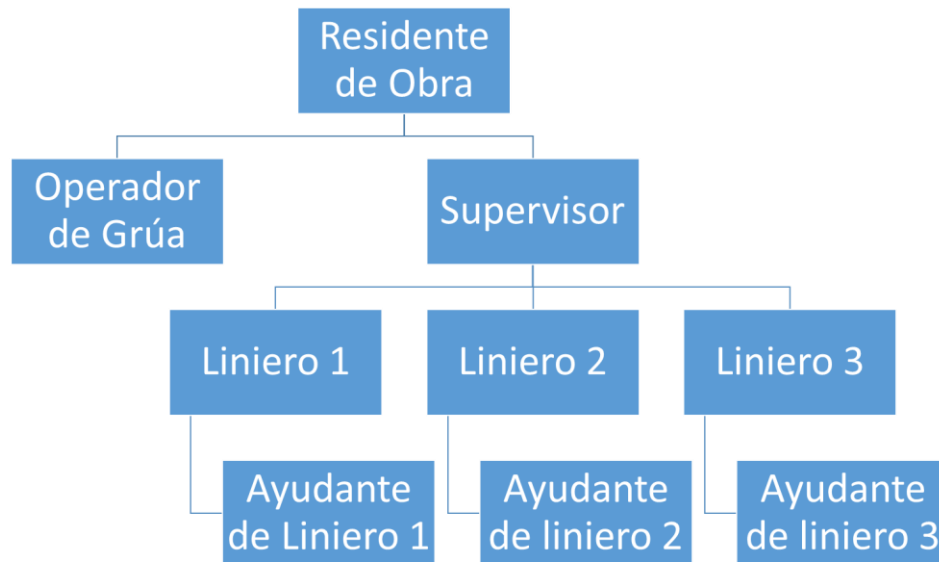 Residente
de Obra
Operador
de Grúa
Supervisor
Liniero 1
Liniero 2
Liniero 3
Ayudante
de Liniero 1
Ayudante
de liniero 2
Ayudante
de liniero 3